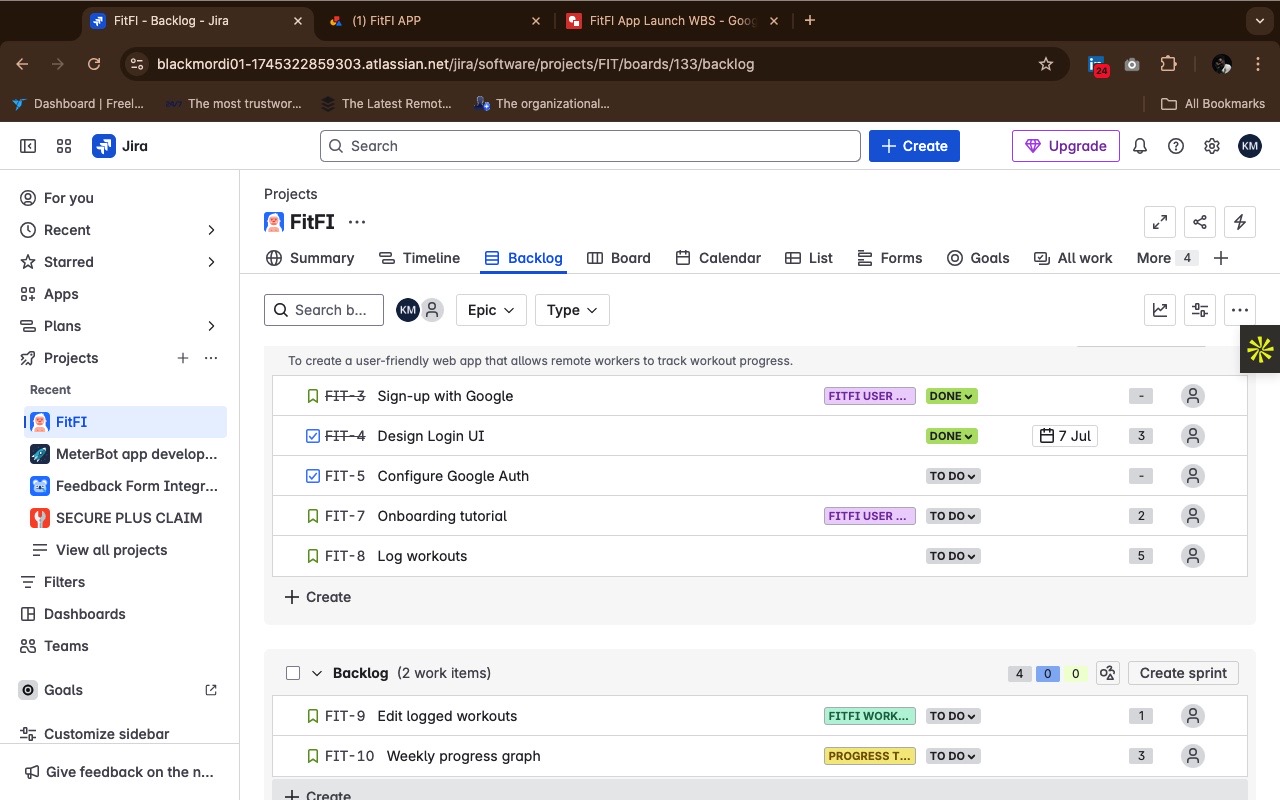 FitFI - Backlog - Jira
(1) FitFI APP
FitFI App Launch WBS - Goo
blackmordi01-1745322859303.atlassian.net/jira/software/projects/FIT/boards/133/backlog
24
Dashboard | Freel...
The most trustwor...
The Latest Remot...
The organizational...
All Bookmarks
Jira
Search
Create
Upgrade
KM
For you
Recent
Starred
Apps
Plans
Projects
Recent
FitFI
MeterBot app develop...
Feedback Form Integr...
SECURE PLUS CLAIM
View all projects
Filters
Dashboards
Teams
Goals
Customize sidebar
Give feedback on the n...
Projects
FitFI
Summary
Timeline
Backlog
Board
Calendar
List
Forms
Goals
All work
More 4
Search b...
KM
Epic
Type
To create a user-friendly web app that allows remote workers to track workout progress.
FIT-3 Sign-up with Google FITFI USER ... DONE -
FIT-4 Design Login UI DONE 7 Jul 3
FIT-5 Configure Google Auth TO DO -
FIT-7 Onboarding tutorial FITFI USER ... TO DO 2
FIT-8 Log workouts TO DO 5
Create
Backlog (2 work items) 4 0 0 Create sprint
FIT-9 Edit logged workouts FITFI WORK... TO DO 1
FIT-10 Weekly progress graph PROGRESS T... TO DO 3
Create